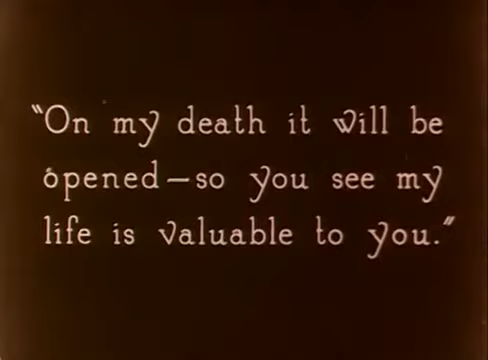 "On my death it will be
opened—so you see my
life is valuable to you."